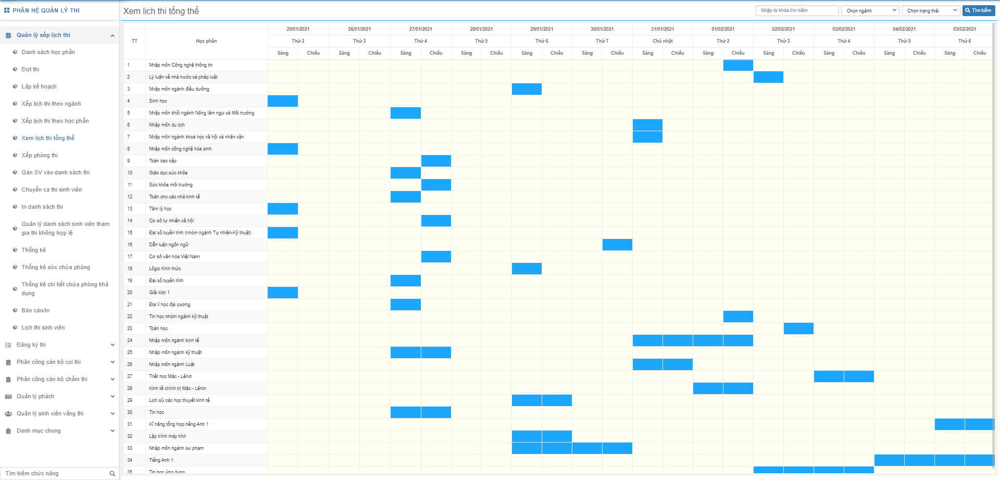 PHÂN HỆ QUẢN LÝ THI
Xem lịch thi tổng thể
Nhập từ khóa tìm kiếm
Chọn ngành
Chọn trạng thái
Tìm kiếm
Quản lý xếp lịch thi
Danh sách học phần
Đợt thi
Lập kế hoạch
Xếp lịch thi theo ngành
Xếp lịch thi theo học phần
Xem lịch thi tổng thể
Xếp phòng thi
Gán SV vào danh sách thi
Chuyển ca thi sinh viên
In danh sách thi
Quản lý danh sách sinh viên tham
gia thi không hợp lệ
Thống kê
Thống kê sức chứa phòng
Thống kê chi tiết chứa phòng khả
dụng
Báo cáo/In
Lịch thi sinh viên
Đăng ký thi
Phân công cán bộ coi thi
Phân công cán bộ chấm thi
Quản lý phách
Quản lý sinh viên vắng thi
Danh mục chung
Tìm kiếm chức năng
TT Học phần
25/01/2021 26/01/2021 27/01/2021 28/01/2021 29/01/2021 30/01/2021 31/01/2021 01/02/2021 02/02/2021 03/02/2021 04/02/2021 05/02/2021
Thứ 2 Thứ 3 Thứ 4 Thứ 5 Thứ 6 Thứ 7 Chủ nhật Thứ 2 Thứ 3 Thứ 4 Thứ 5 Thứ 6
Sáng Chiều Sáng Chiều Sáng Chiều Sáng Chiều Sáng Chiều Sáng Chiều Sáng Chiều Sáng Chiều Sáng Chiều Sáng Chiều Sáng Chiều Sáng Chiều
1 Nhập môn Công nghệ thông tin
2 Lý luận về nhà nước và pháp luật
3 Nhập môn ngành điều dưỡng
4 Sinh học
5 Nhập môn khối ngành Nông lâm ngư và Môi trường
6 Nhập môn du lịch
7 Nhập môn ngành khoa học xã hội và nhân văn
8 Nhập môn công nghệ hóa sinh
9 Toán cao cấp
10 Giáo dục sức khỏe
11 Sức khỏe môi trường
12 Toán cho các nhà kinh tế
13 Tâm lý học
14 Cơ sở tự nhiên xã hội
15 Đại số tuyến tính (nhóm ngành Tự nhiên-Kỹ thuật)
16 Dẫn luận ngôn ngữ
17 Cơ sở văn hóa Việt Nam
18 Lôgic hình thức
19 Đại số tuyến tính
20 Giải tích 1
21 Địa lí học đại cương
22 Tin học nhóm ngành kỹ thuật
23 Toán học
24 Nhập môn ngành kinh tế
25 Nhập môn ngành kỹ thuật
26 Nhập môn ngành Luật
27 Triết học Mác - Lênin
28 Kinh tế chính trị Mác - Lênin
29 Lịch sử các học thuyết kinh tế
30 Tin học
31 Kĩ năng tổng hợp tiếng Anh 1
32 Lập trình máy tính
33 Nhập môn ngành sư phạm
34 Tiếng Anh 1
35 Tin học ứng dụng